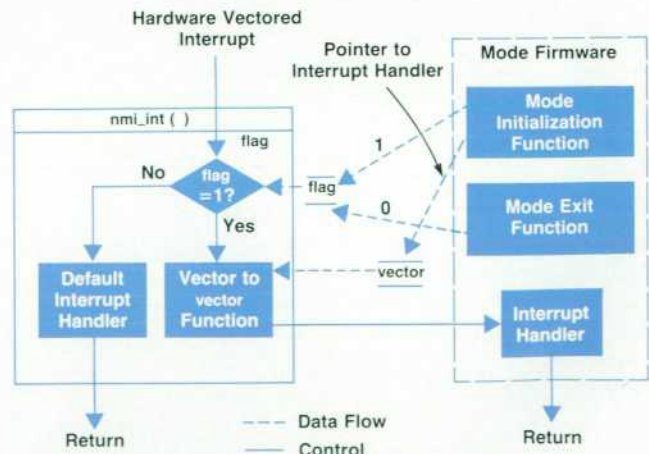 Hardware Vectored
Interrupt
Pointer to
Interrupt Handler
Mode Firmware
nmi_int ( )
flag
Mode
Initialization
Function
1
No
flag
=1?
flag
0
Yes
Mode Exit
Function
Default
Interrupt
Handler
Vector to
vector
Function
vector
Interrupt
Handler
Return
Data Flow
Control
Return